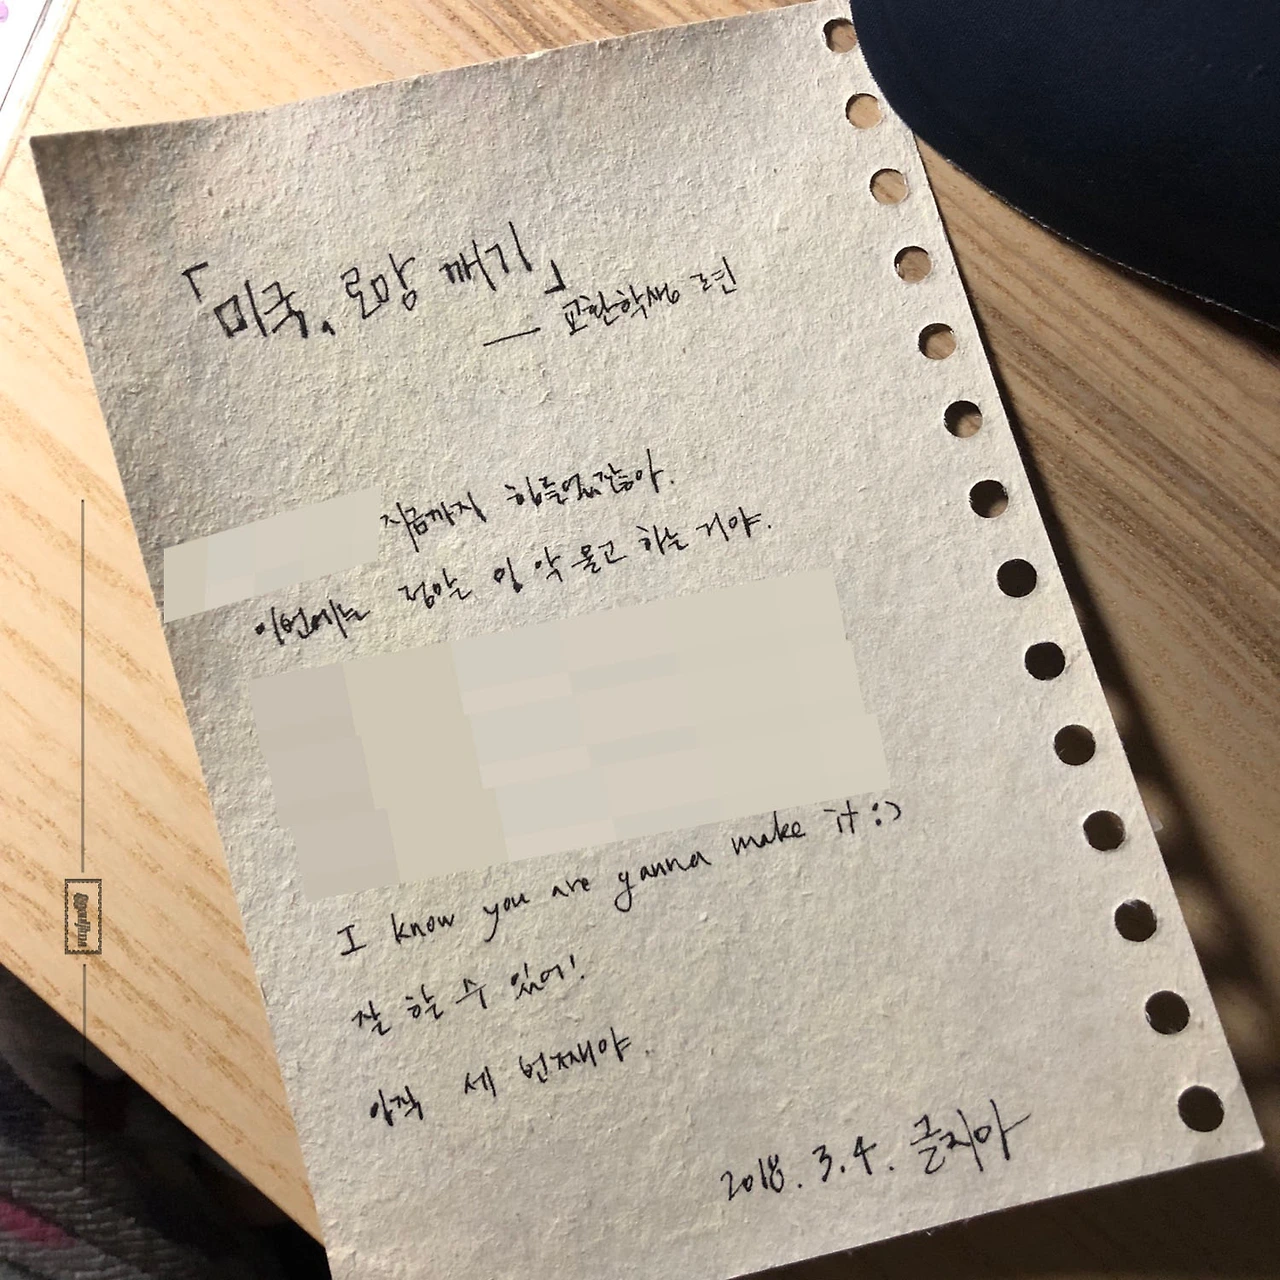 「미국, 로망 깨기」
— 교환학생 ㄹ편
지금까지 힘들었잖아.
이번에는 정말 이 악 물고 하는 거야.
I know you are ganna make it :)
잘 할 수 있어!
아직 세 번째야.
2018. 3. 4. 글지아